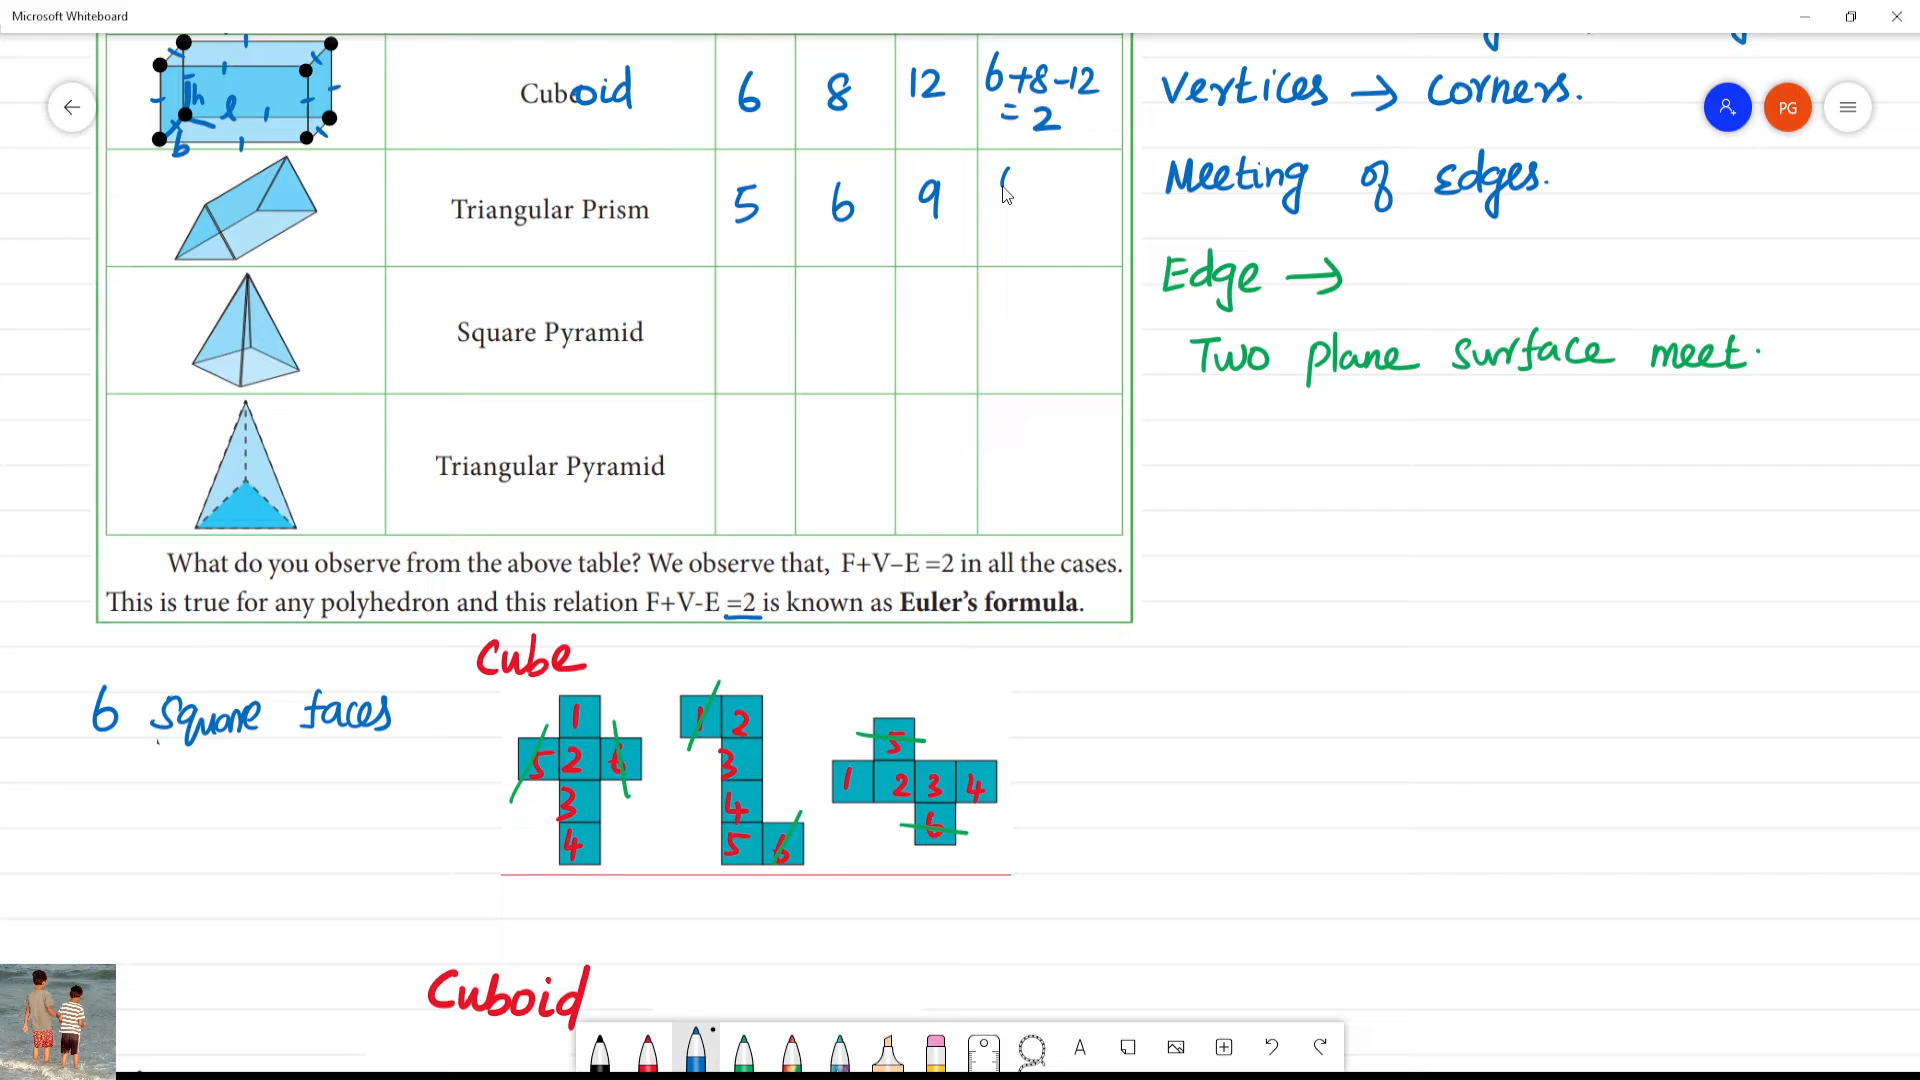 Microsoft Whiteboard
Cuboid 6 8 12 6+8-12
= 2
Triangular Prism 5 6 9
Square Pyramid
Triangular Pyramid
What do you observe from the above table? We observe that, F+V–E =2 in all the cases.
This is true for any polyhedron and this relation F+V-E =2 is known as Euler's formula.
h l
b
Vertices → corners.
PG
Meeting of Edges.
Edge →
Two plane surface meet.
Cube
6 square faces
1
5 2 6
3
4
1 2
3
4
5 6
5
1 2 3 4
6
Cuboid
A